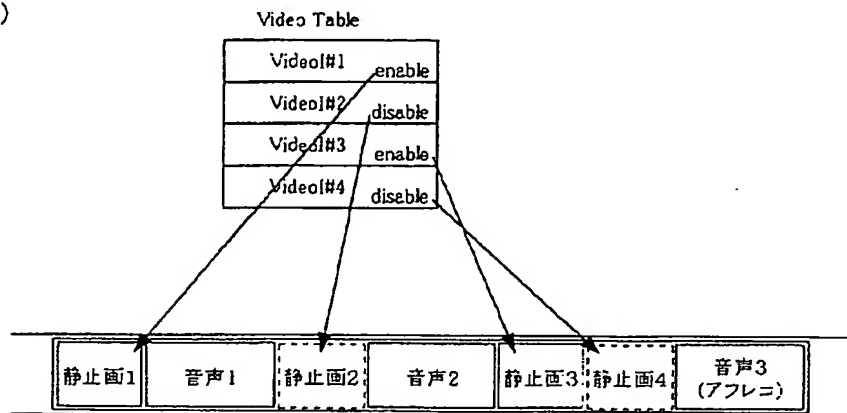 )
Video Table
VideoI#1 enable
VideoI#2 disable
VideoI#3 enable
VideoI#4 disable
静止画1 音声1 静止画2 音声2 静止画3 静止画4 音声3
(アフレコ)